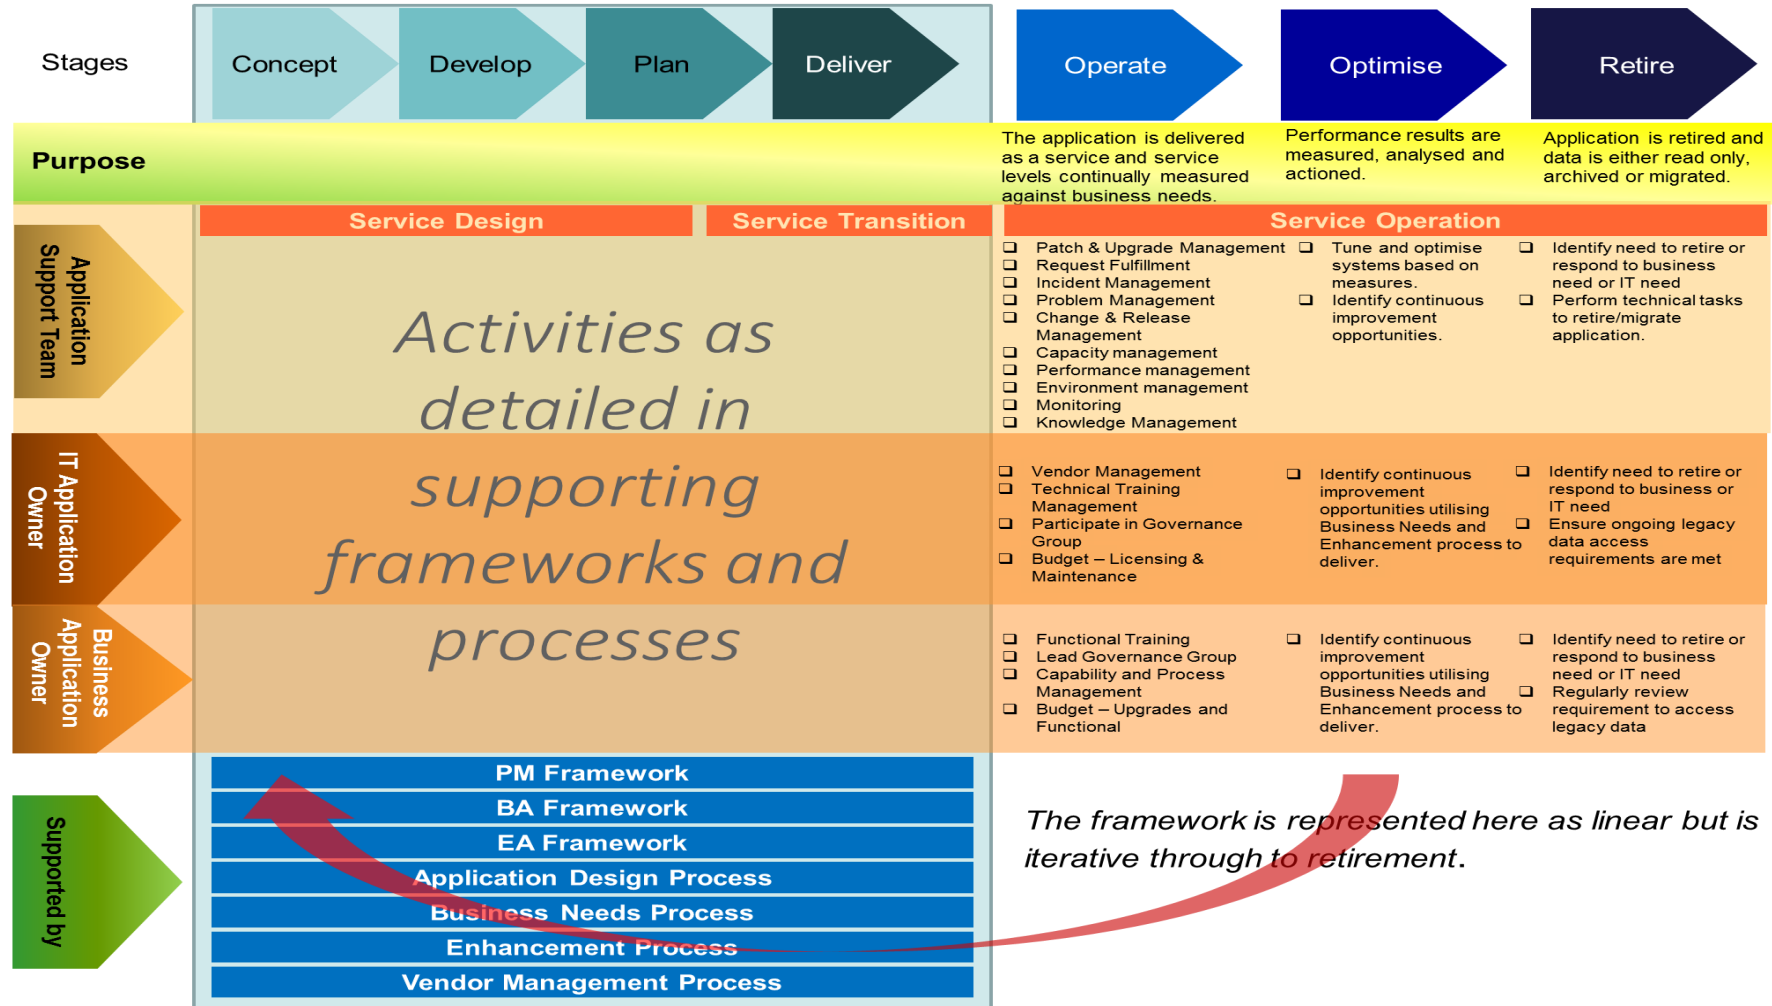 Stages
Concept
Develop
Plan
Deliver
Operate
Optimise
Retire
Purpose
The application is delivered
as a service and service
levels continually measured
against business needs.
Performance results are
measured, analysed and
actioned.
Application is retired and
data is either read only,
archived or migrated.
Service Design
Service Transition
Service Operation
Application
Support Team
Activities as
detailed in
supporting
frameworks and
processes
❑ Patch & Upgrade Management
❑ Request Fulfillment
❑ Incident Management
❑ Problem Management
❑ Change & Release
Management
❑ Capacity management
❑ Performance management
❑ Environment management
❑ Monitoring
❑ Knowledge Management
❑ Tune and optimise
systems based on
measures.
❑ Identify continuous
improvement
opportunities.
❑ Identify need to retire or
respond to business
need or IT need
❑ Perform technical tasks
to retire/migrate
application.
IT Application
Owner
❑ Vendor Management
❑ Technical Training
Management
❑ Participate in Governance
Group
❑ Budget – Licensing &
Maintenance
❑ Identify continuous
improvement
opportunities utilising
Business Needs and
Enhancement process to
deliver.
❑ Identify need to retire or
respond to business or
IT need
❑ Ensure ongoing legacy
data access
requirements are met
Business
Application
Owner
❑ Functional Training
❑ Lead Governance Group
❑ Capability and Process
Management
❑ Budget – Upgrades and
Functional
❑ Identify continuous
improvement
opportunities utilising
Business Needs and
Enhancement process to
deliver.
❑ Identify need to retire or
respond to business
need or IT need
❑ Regularly review
requirement to access
legacy data
Supported by
PM Framework
BA Framework
EA Framework
Application Design Process
Business Needs Process
Enhancement Process
Vendor Management Process
The framework is represented here as linear but is
iterative through to retirement.